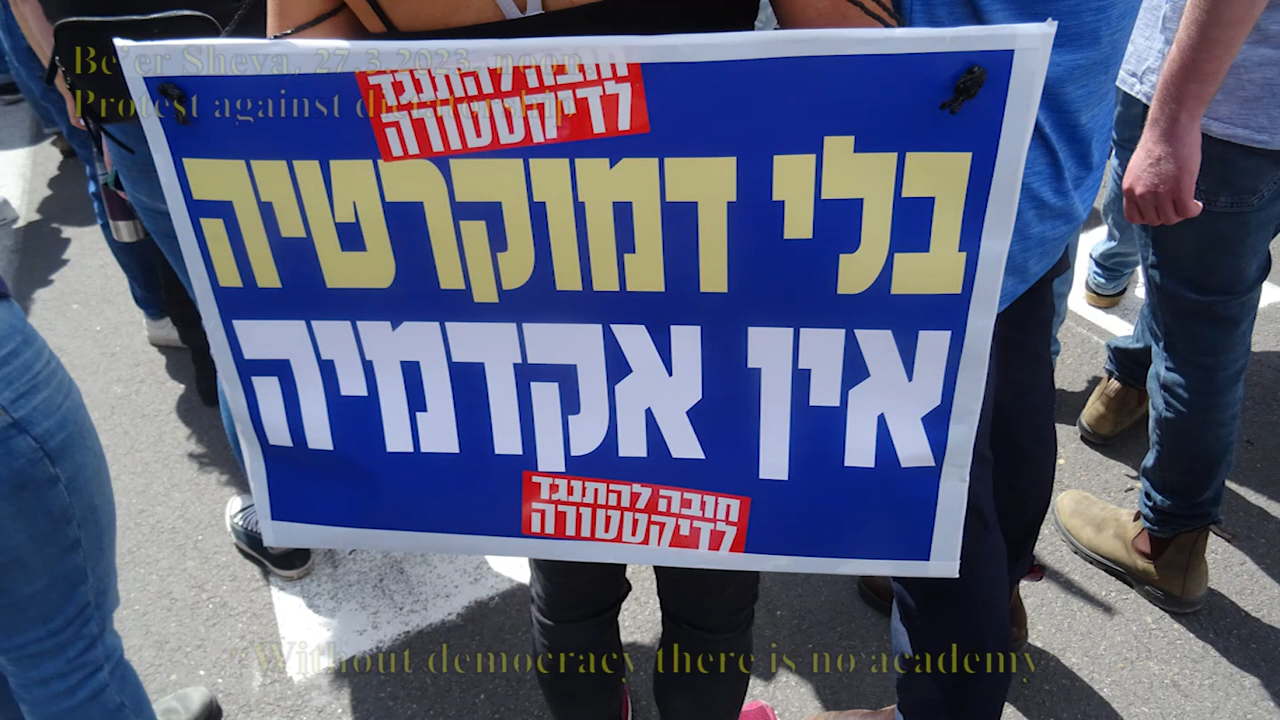 Be'er Sheva, 27.3.2023, noon.
Protest against dictatership
חובה להתנגד
לדיקטטורה
בלי דמוקרטיה
אין אקדמיה
חובה להתנגד
לדיקטטורה
"Without democracy there is no academy"